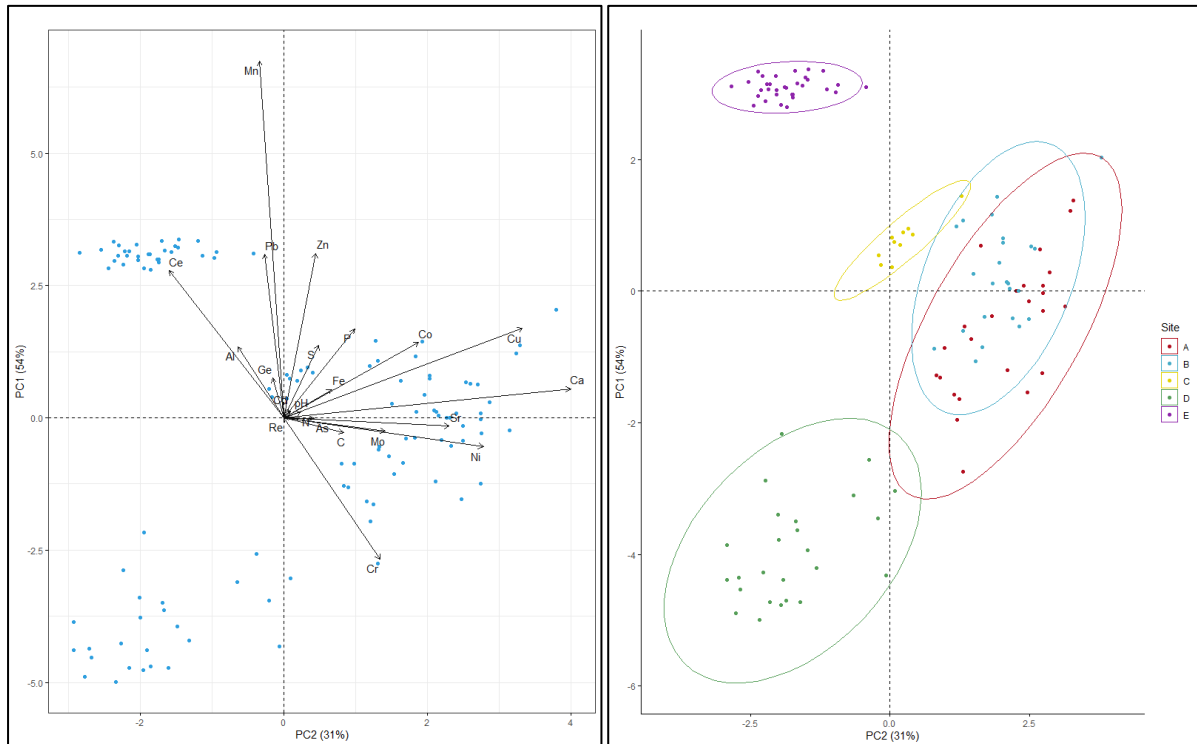 Mn
5.0
Pb
Zn
Ce
2.5
P
Co
Cu
Al
S
Ge
Fe
Ca
Cd
pH
0.0
Re
N
As
C
Mo
Sr
Ni
Cr
-2.5
-5.0
PC1 (54%)
-2
0
2
4
PC2 (31%)
2
0
-2
-4
-6
PC1 (54%)
-2.5
0.0
2.5
PC2 (31%)
Site
A
B
C
D
E